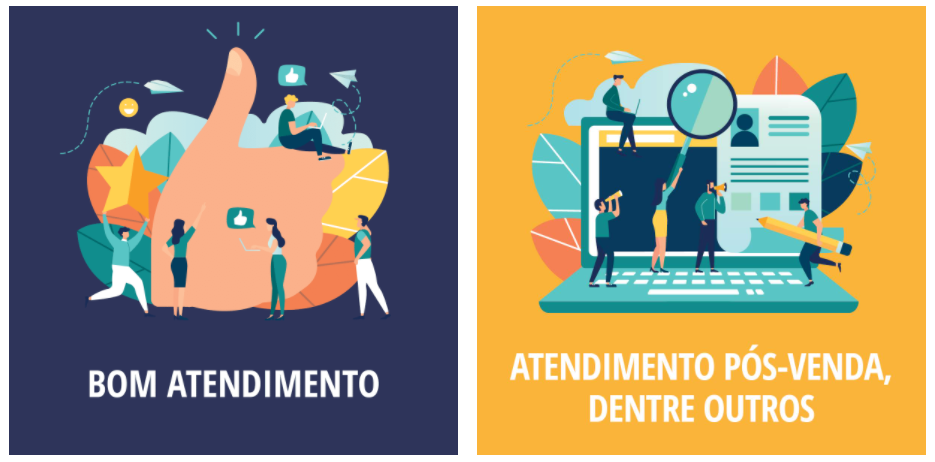 BOM ATENDIMENTO
ATENDIMENTO PÓS-VENDA,
DENTRE OUTROS